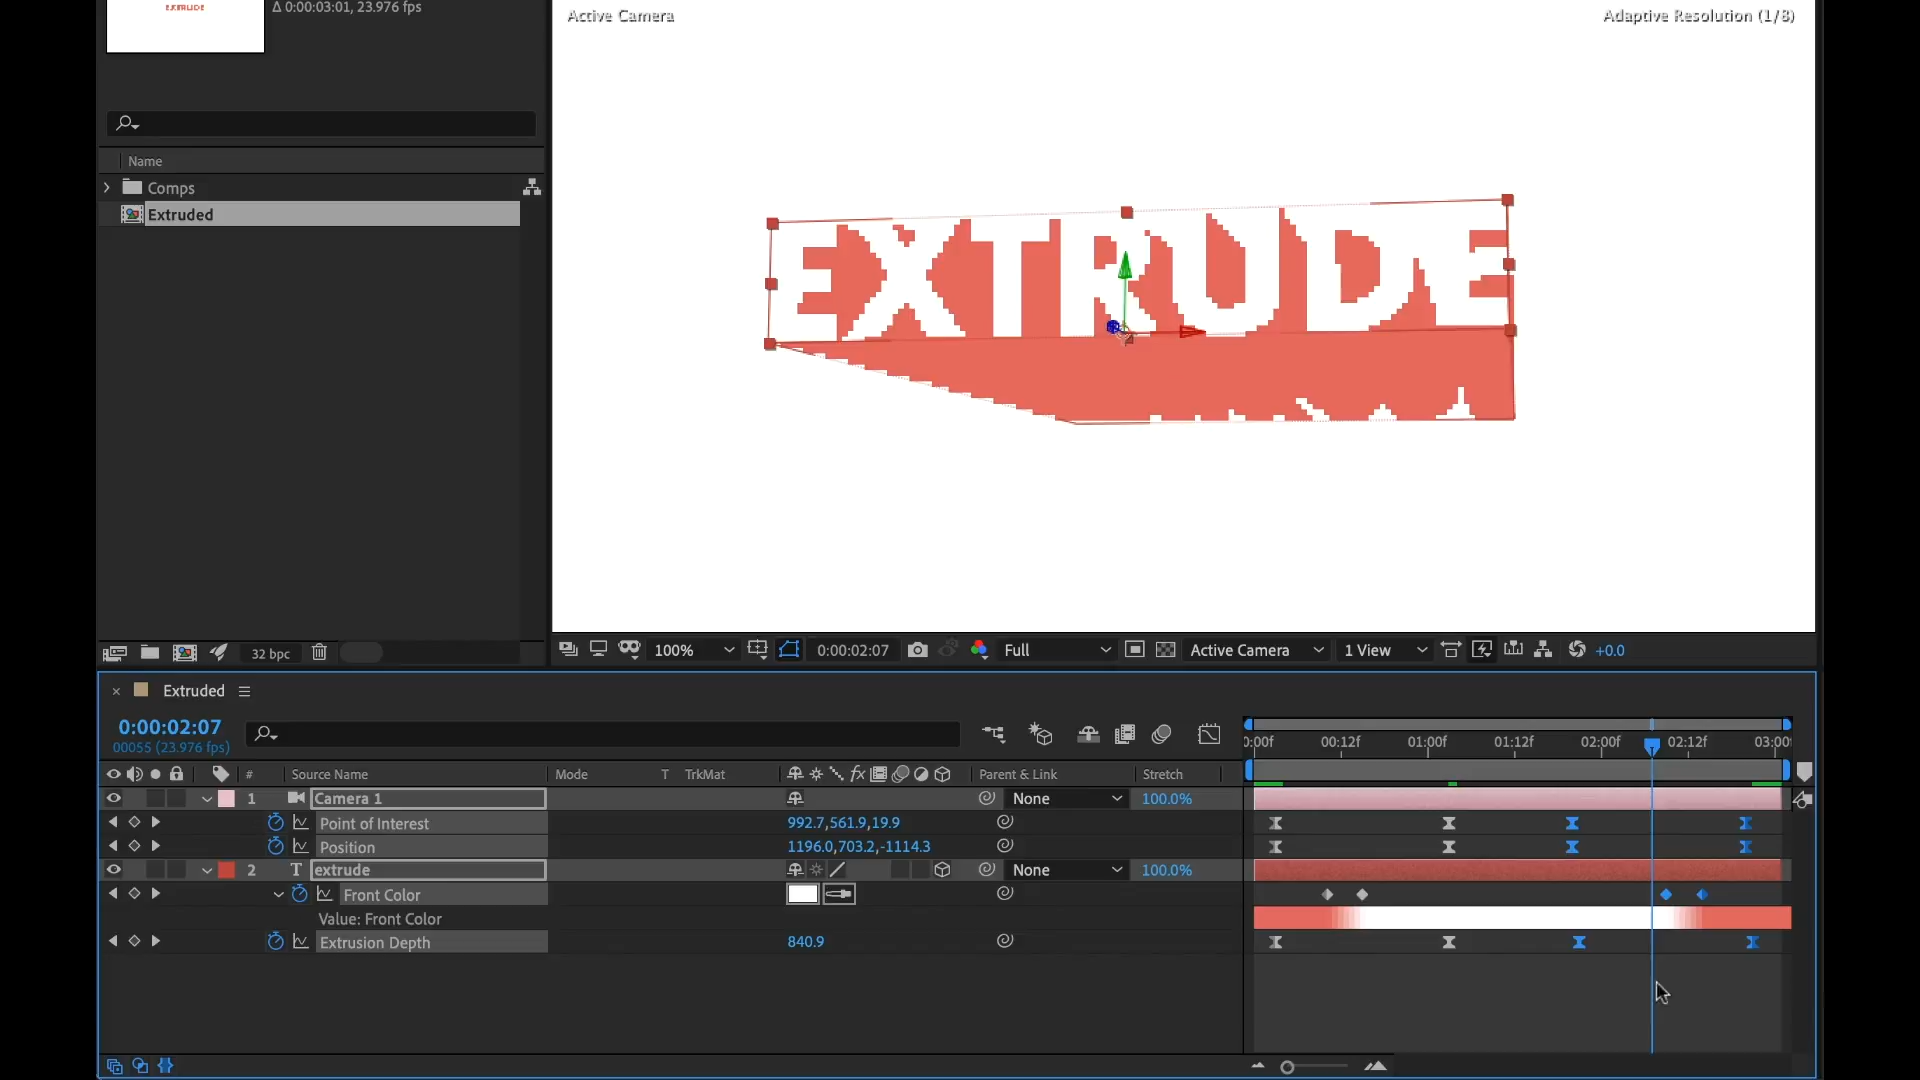 EXTRUDE
Δ 0:00:03:01, 23.976 fps
Active Camera
Adaptive Resolution (1/8)
Name
Comps
Extruded
EXTRUDE
32 bpc
100%
0:00:02:07
Full
Active Camera
1 View
+0.0
× Extruded
0:00:02:07
00055 (23.976 fps)
0:00f 00:12f 01:00f 01:12f 02:00f 02:12f 03:00f
# Source Name Mode T TrkMat fx Parent & Link Stretch
1 Camera 1 None 100.0%
Point of Interest 992.7,561.9,19.9
Position 1196.0,703.2,-1114.3
2 T extrude None 100.0%
Front Color
Value: Front Color
Extrusion Depth 840.9